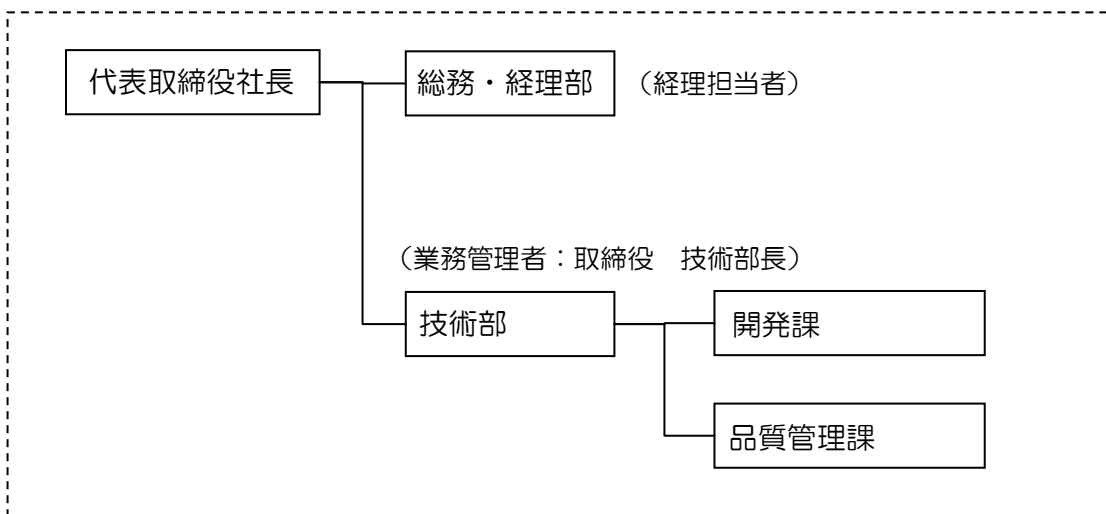 代表取締役社長
総務・経理部
（経理担当者）
（業務管理者：取締役　技術部長）
技術部
開発課
品質管理課